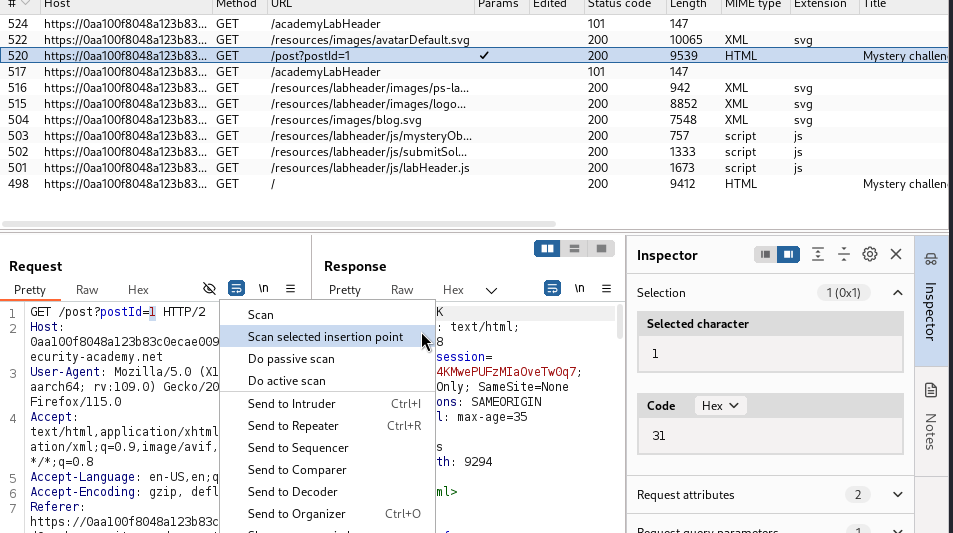 # Host Method URL Params Edited Status code Length MIME type Extension Title
524 https://0aa100f8048a123b83... GET /academyLabHeader 101 147
522 https://0aa100f8048a123b83... GET /resources/images/avatarDefault.svg 200 10065 XML svg
520 https://0aa100f8048a123b83... GET /post?postId=1 ✓ 200 9539 HTML Mystery challen
517 https://0aa100f8048a123b83... GET /academyLabHeader 101 147
516 https://0aa100f8048a123b83... GET /resources/labheader/images/ps-la... 200 942 XML svg
515 https://0aa100f8048a123b83... GET /resources/labheader/images/logo... 200 8852 XML svg
504 https://0aa100f8048a123b83... GET /resources/images/blog.svg 200 7548 XML svg
503 https://0aa100f8048a123b83... GET /resources/labheader/js/mysteryOb... 200 757 script js
502 https://0aa100f8048a123b83... GET /resources/labheader/js/submitSol... 200 1333 script js
501 https://0aa100f8048a123b83... GET /resources/labheader/js/labHeader.js 200 1673 script js
498 https://0aa100f8048a123b83... GET / 200 9412 HTML Mystery challen
Request
Pretty Raw Hex \n
1 GET /post?postId=1 HTTP/2
2 Host:
0aa100f8048a123b83c0ecae009
ecurity-academy.net
3 User-Agent: Mozilla/5.0 (X1
aarch64; rv:109.0) Gecko/20
Firefox/115.0
4 Accept:
text/html,application/xhtml
ation/xml;q=0.9,image/avif,
*/*;q=0.8
5 Accept-Language: en-US,en;q
6 Accept-Encoding: gzip, defl
7 Referer:
https://0aa100f8048a123b83c
Scan
Scan selected insertion point
Do passive scan
Do active scan
Send to Intruder Ctrl+I
Send to Repeater Ctrl+R
Send to Sequencer
Send to Comparer
Send to Decoder
Send to Organizer Ctrl+O
Response
Pretty Raw Hex \n
K
: text/html;
8
session=
4KMwePUFzMIaOveTwOq7;
Only; SameSite=None
ons: SAMEORIGIN
l: max-age=35
s
th: 9294
ml>
Inspector
Selection 1 (0x1)
Selected character
1
Code Hex
31
Request attributes 2
Request query parameters 1
Inspector
Notes